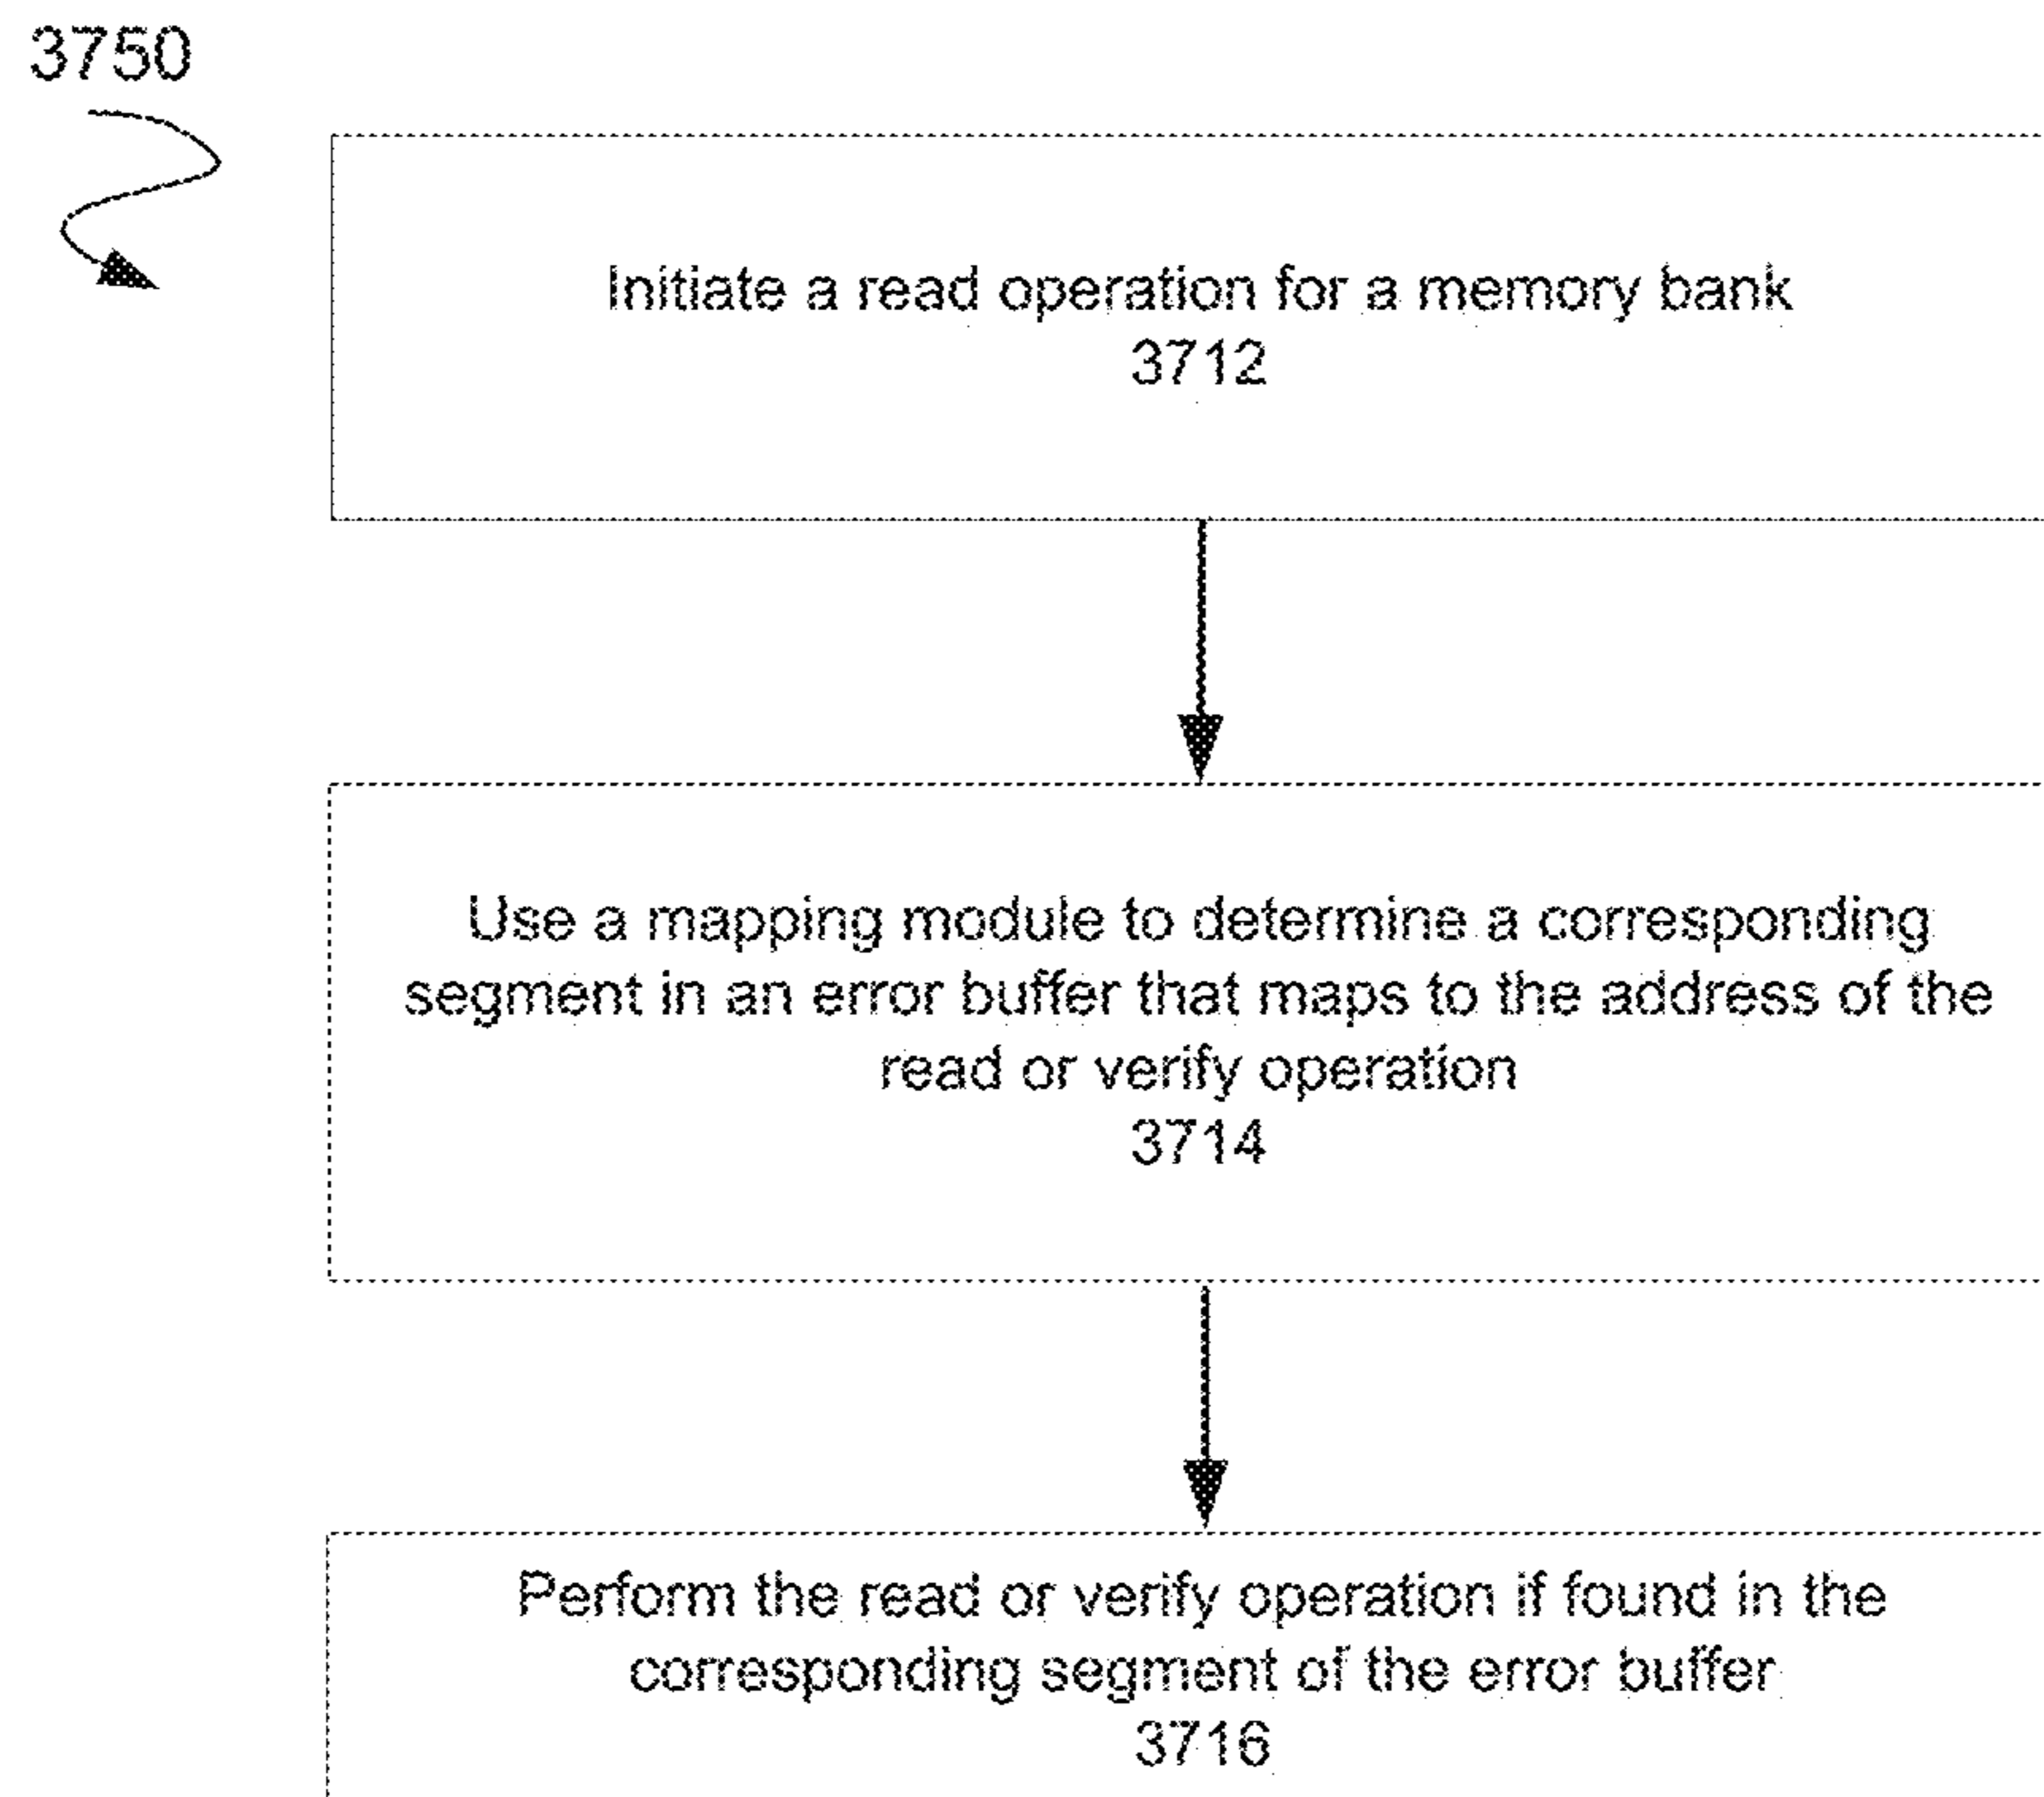 3750
Initiate a read operation for a memory bank
3712
Use a mapping module to determine a corresponding
segment in an error buffer that maps to the address of the
read or verify operation
3714
Perform the read or verify operation if found in the
corresponding segment of the error buffer
3716